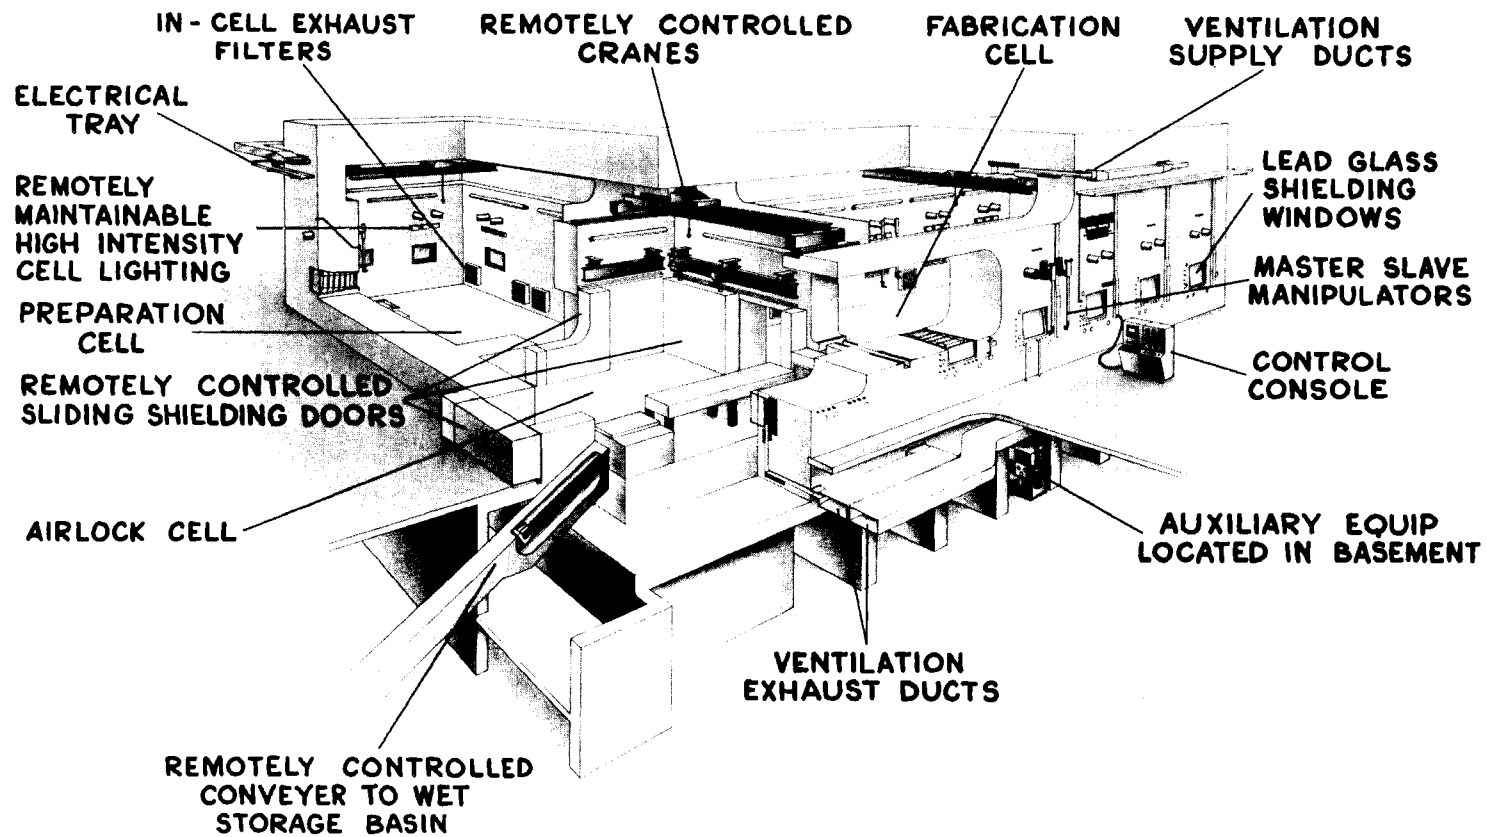 IN-CELL EXHAUST
FILTERS
REMOTELY CONTROLLED
CRANES
FABRICATION
CELL
VENTILATION
SUPPLY DUCTS
ELECTRICAL
TRAY
REMOTELY
MAINTAINABLE
HIGH INTENSITY
CELL LIGHTING
LEAD GLASS
SHIELDING
WINDOWS
MASTER SLAVE
MANIPULATORS
PREPARATION
CELL
CONTROL
CONSOLE
REMOTELY CONTROLLED
SLIDING SHIELDING DOORS
AIRLOCK CELL
AUXILIARY EQUIP
LOCATED IN BASEMENT
VENTILATION
EXHAUST DUCTS
REMOTELY CONTROLLED
CONVEYER TO WET
STORAGE BASIN